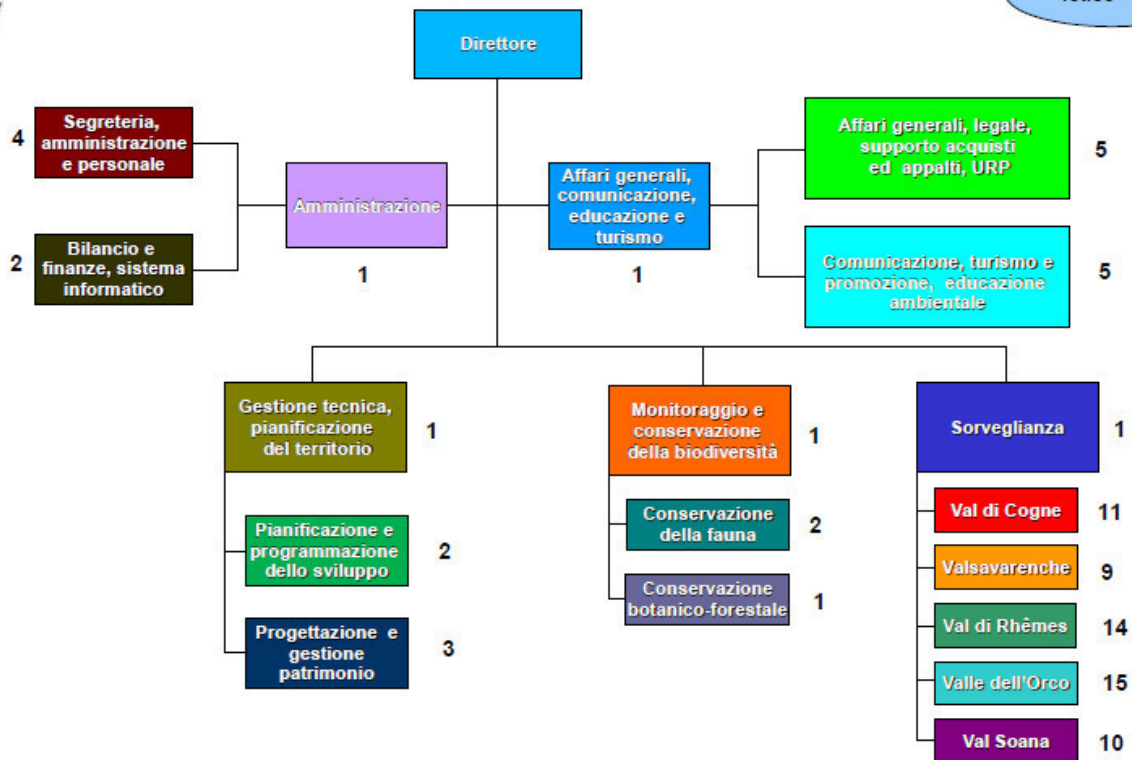 Direttore
4
Segreteria,
amministrazione
e personale
2
Bilancio e
finanze, sistema
informatico
Amministrazione
1
Affari generali,
comunicazione,
educazione e
turismo
1
Affari generali, legale,
supporto acquisti
ed appalti, URP
5
Comunicazione, turismo e
promozione, educazione
ambientale
5
Gestione tecnica,
pianificazione
del territorio
1
Pianificazione e
programmazione
dello sviluppo
2
Progettazione e
gestione
patrimonio
3
Monitoraggio e
conservazione
della biodiversità
1
Conservazione
della fauna
2
Conservazione
botanico-forestale
1
Sorveglianza
1
Val di Cogne
11
Valsavarenche
9
Val di Rhêmes
14
Valle dell'Orco
15
Val Soana
10